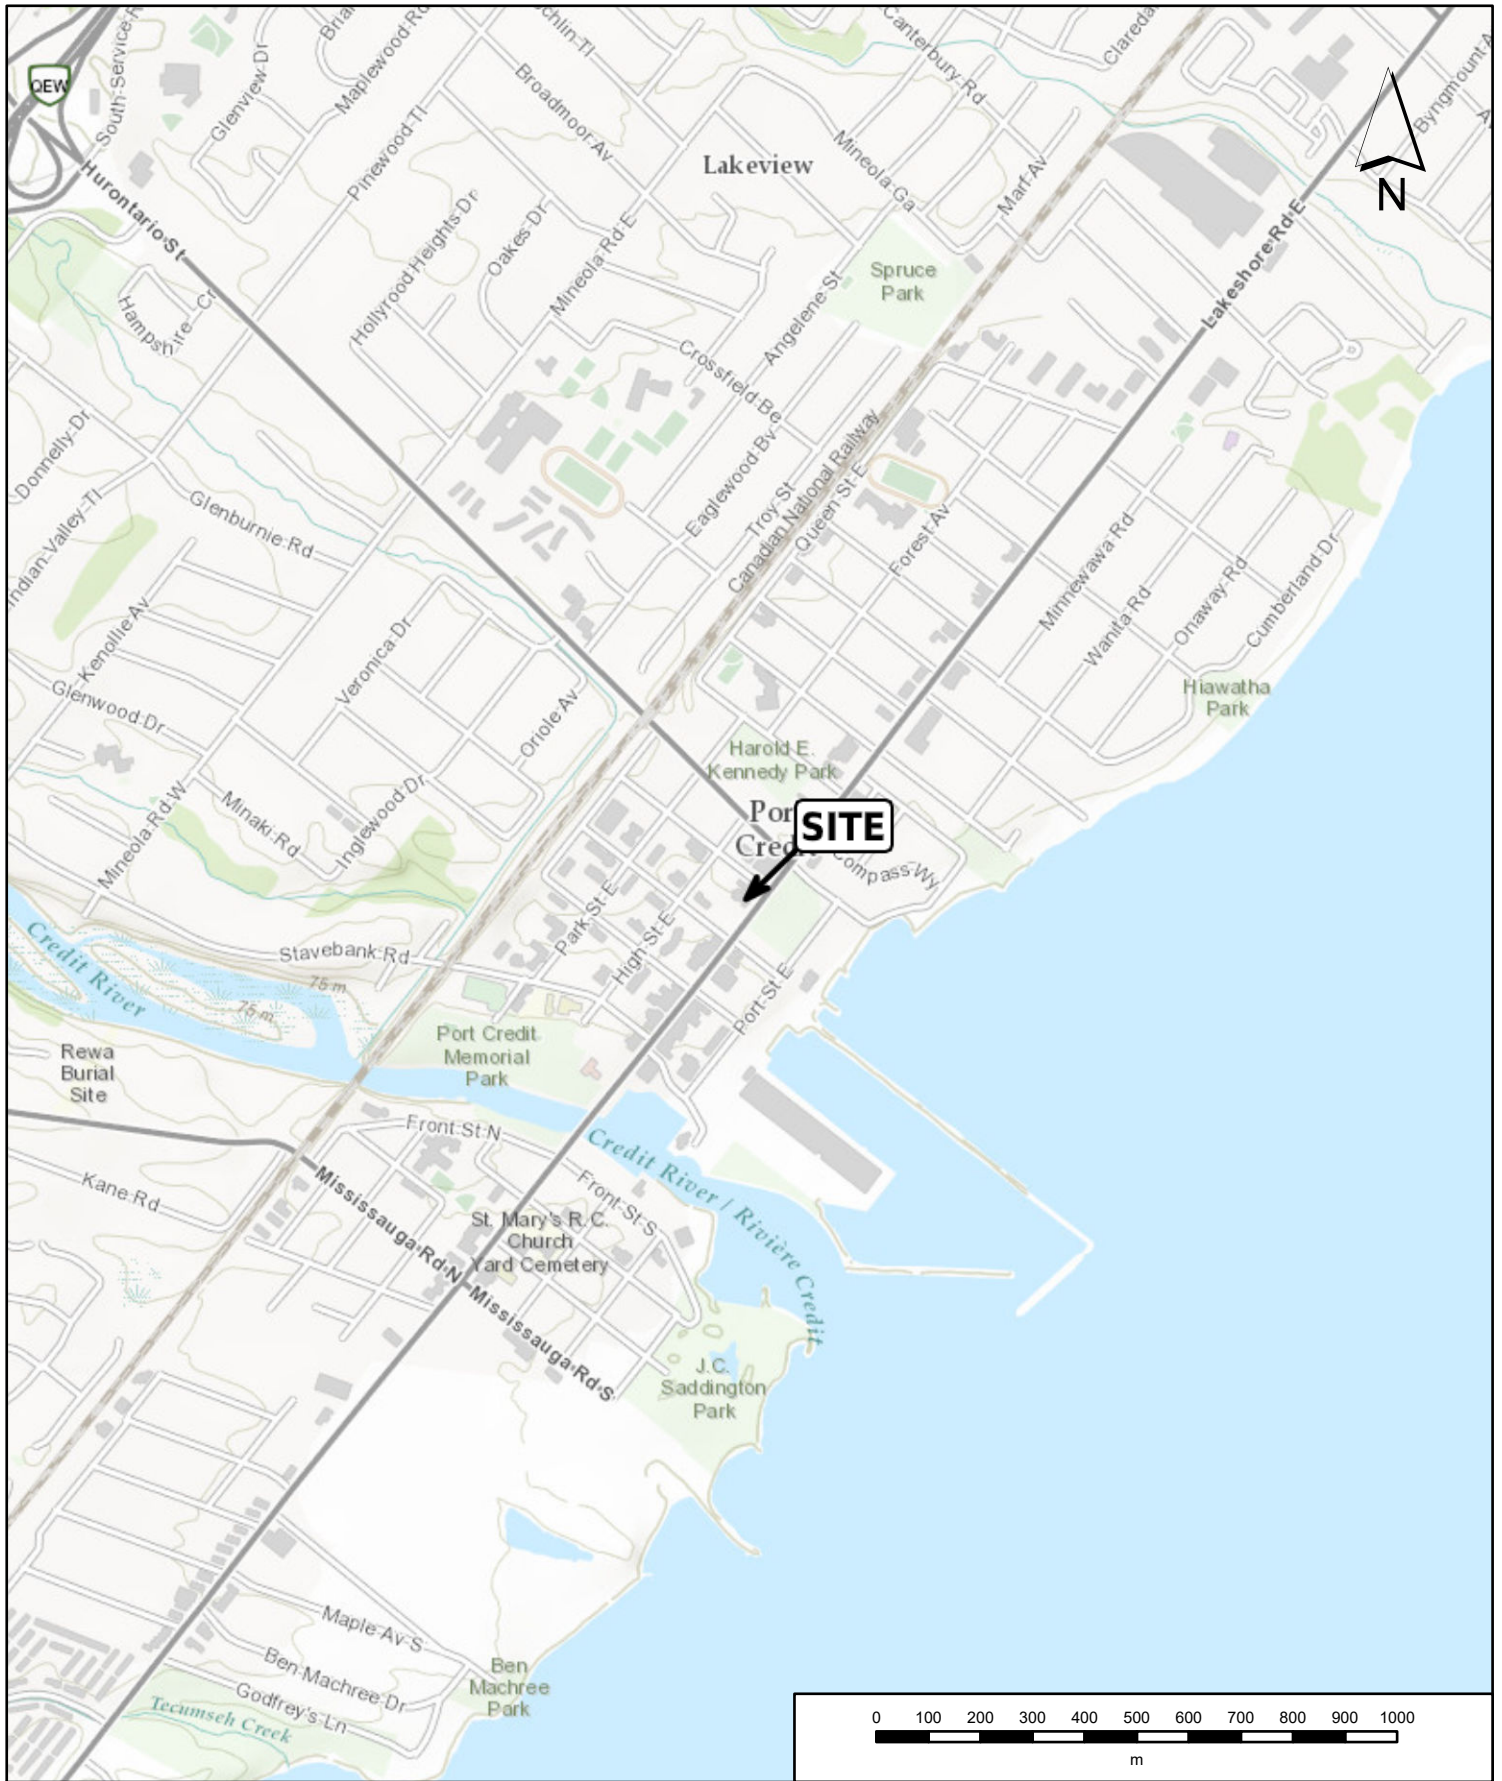 QEW
South Service R
Glenview Dr
Maplewood Rd
Pinewood Tl
Broadmoor Av
Canterbury Rd
Mineola Ga
Marf Av
Lakeview
N
Hurontario St
Hampshire Cr
Hollyrood Heights Dr
Oakes Dr
Mineola Rd E
Spruce
Park
Angelene St
Lakeshore Rd E
Crossfield Be
Donnelly Dr
Indian Valley Tl
Glenburnie Rd
Eaglewood Bv
Troy St
Canadian National Railway
Queen St E
Forest Av
Minnewawa Rd
Wanita Rd
Onaway Rd
Cumberland Dr
Kenollie Av
Veronica Dr
Glenwood Dr
Oriole Av
Hiawatha
Park
Harold E.
Kennedy Park
Mineola Rd W
Minaki Rd
Inglewood Dr
Por
Cred
SITE
Compass Wy
Park St E
High St E
Port St E
Stavebank Rd
Credit River
75 m
75 m
Rewa
Burial
Site
Port Credit
Memorial
Park
Front St N
Credit River / Rivière Credit
Kane Rd
Mississauga Rd N
Front St S
St. Mary's R.C.
Church
Yard Cemetery
Mississauga Rd S
J.C.
Saddington
Park
Maple Av S
Ben Machree Dr
Godfrey's Ln
Ben
Machree
Park
Tecumseh Creek
0 100 200 300 400 500 600 700 800 900 1000
m